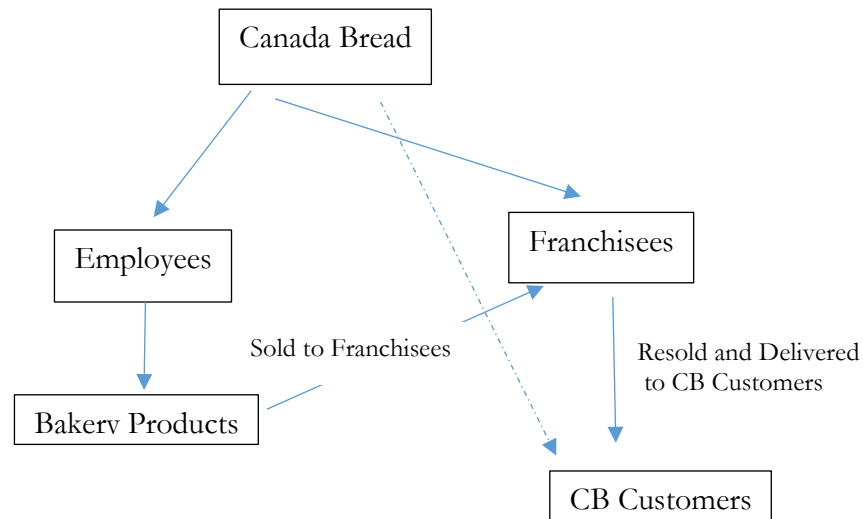 Canada Bread
Franchisees
Employees
Sold to Franchisees
Resold and Delivered
to CB Customers
Bakery Products
CB Customers